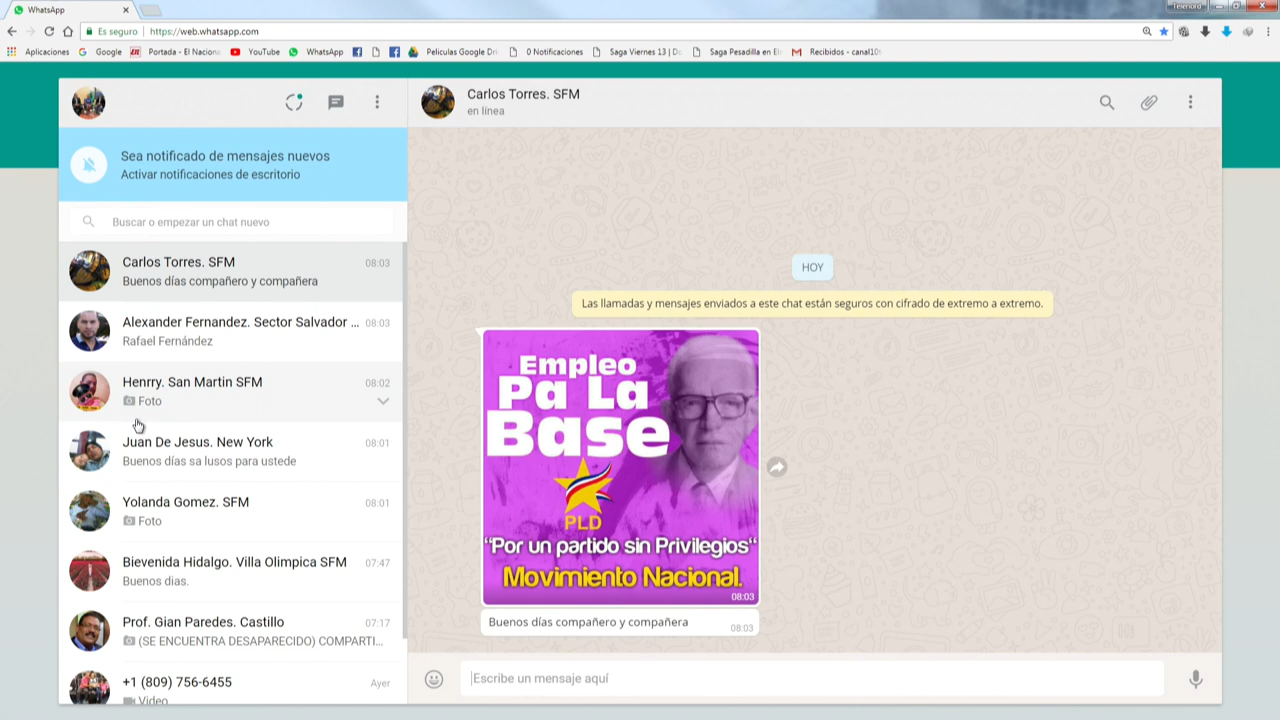 WhatsApp
Telenord
Es seguro
https://web.whatsapp.com
Aplicaciones
Google
Portada - El Naciona
YouTube
WhatsApp
Peliculas Google Dri
0 Notificaciones
Saga Viernes 13 | Do
Saga Pesadilla en El
Recibidos - canal10
Sea notificado de mensajes nuevos
Activar notificaciones de escritorio
Buscar o empezar un chat nuevo
Carlos Torres. SFM 08:03
Buenos días compañero y compañera
Alexander Fernandez. Sector Salvador ... 08:03
Rafael Fernández
Henrry. San Martin SFM 08:02
Foto
Juan De Jesus. New York 08:01
Buenos días sa lusos para ustede
Yolanda Gomez. SFM 08:01
Foto
Bievenida Hidalgo. Villa Olimpica SFM 07:47
Buenos dias.
Prof. Gian Paredes. Castillo 07:17
(SE ENCUENTRA DESAPARECIDO) COMPARTI...
+1 (809) 756-6455 Ayer
Video
Carlos Torres. SFM
en línea
HOY
Las llamadas y mensajes enviados a este chat están seguros con cifrado de extremo a extremo.
Empleo
Pa La
Base
PLD
“Por un partido sin Privilegios“
Movimiento Nacional.
08:03
Buenos días compañero y compañera 08:03
Escribe un mensaje aquí